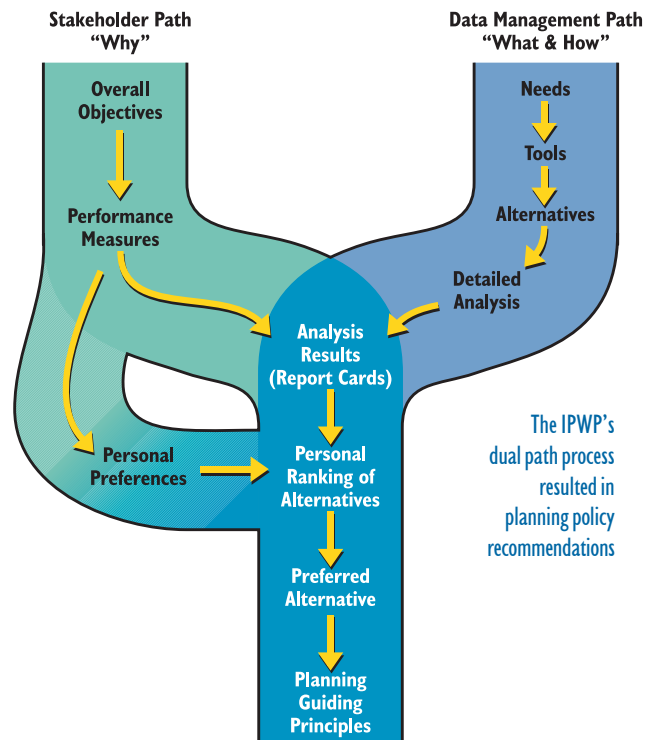 Stakeholder Path
“Why”
Data Management Path
“What & How”
Overall
Objectives
Needs
Tools
Performance
Measures
Alternatives
Detailed
Analysis
Analysis
Results
(Report Cards)
Personal
Preferences
Personal
Ranking of
Alternatives
The IPWP’s
dual path process
resulted in
planning policy
recommendations
Preferred
Alternative
Planning
Guiding
Principles